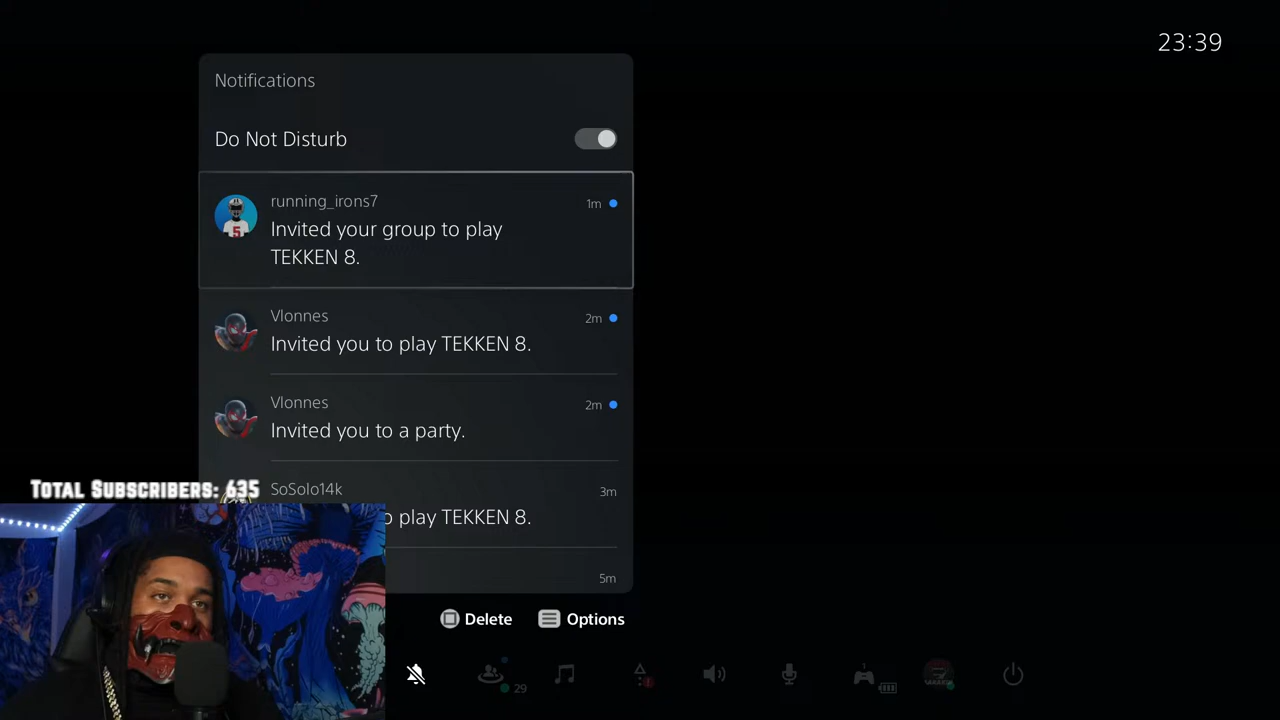 23:39
Notifications
Do Not Disturb
running_irons7
1m
Invited your group to play
TEKKEN 8.
Vlonnes
2m
Invited you to play TEKKEN 8.
Vlonnes
2m
Invited you to a party.
TOTAL SUBSCRIBERS: 635
SoSolo14k
3m
to play TEKKEN 8.
5m
Delete
Options
29